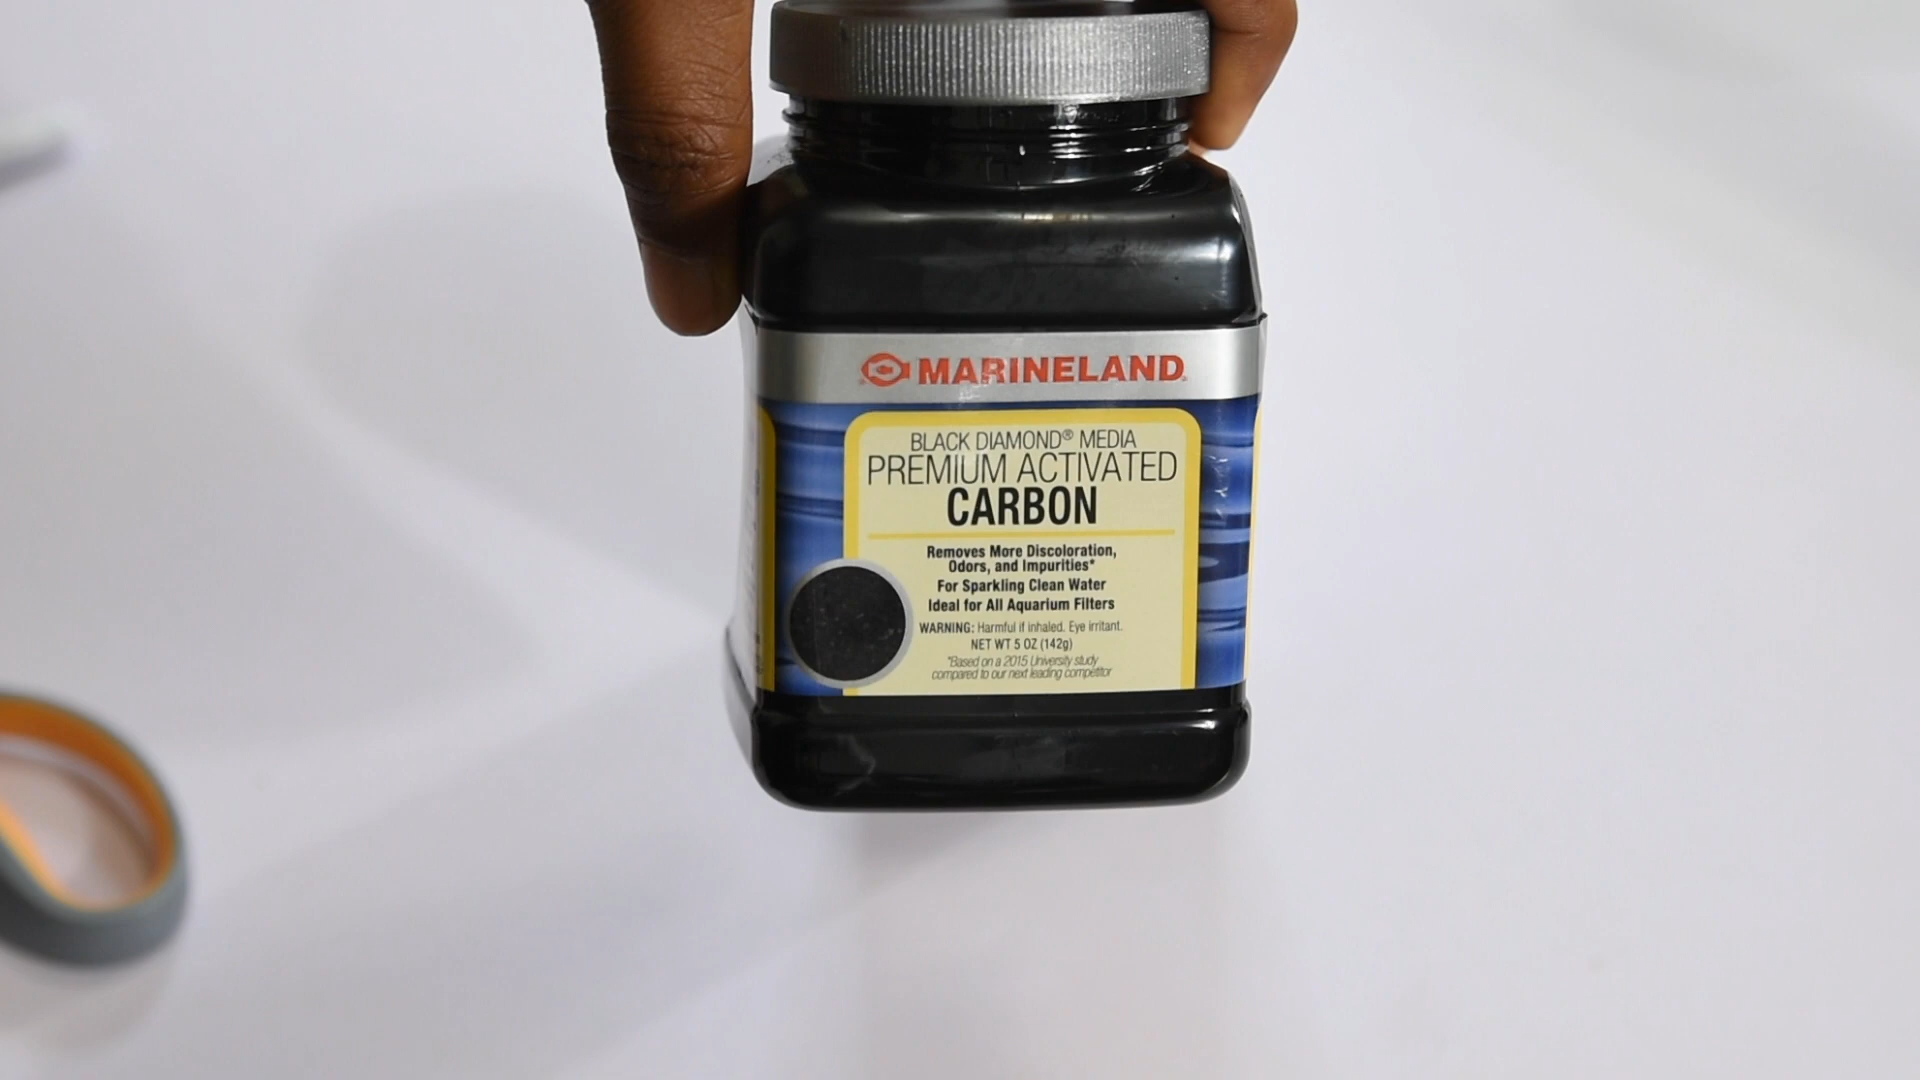 MARINELAND
BLACK DIAMOND® MEDIA
PREMIUM ACTIVATED
CARBON
Removes More Discoloration,
Odors, and Impurities*
For Sparkling Clean Water
Ideal for All Aquarium Filters
WARNING: Harmful if inhaled. Eye irritant.
NET WT 5 OZ (142g)
*Based on a 2015 University study
compared to our next leading competitor